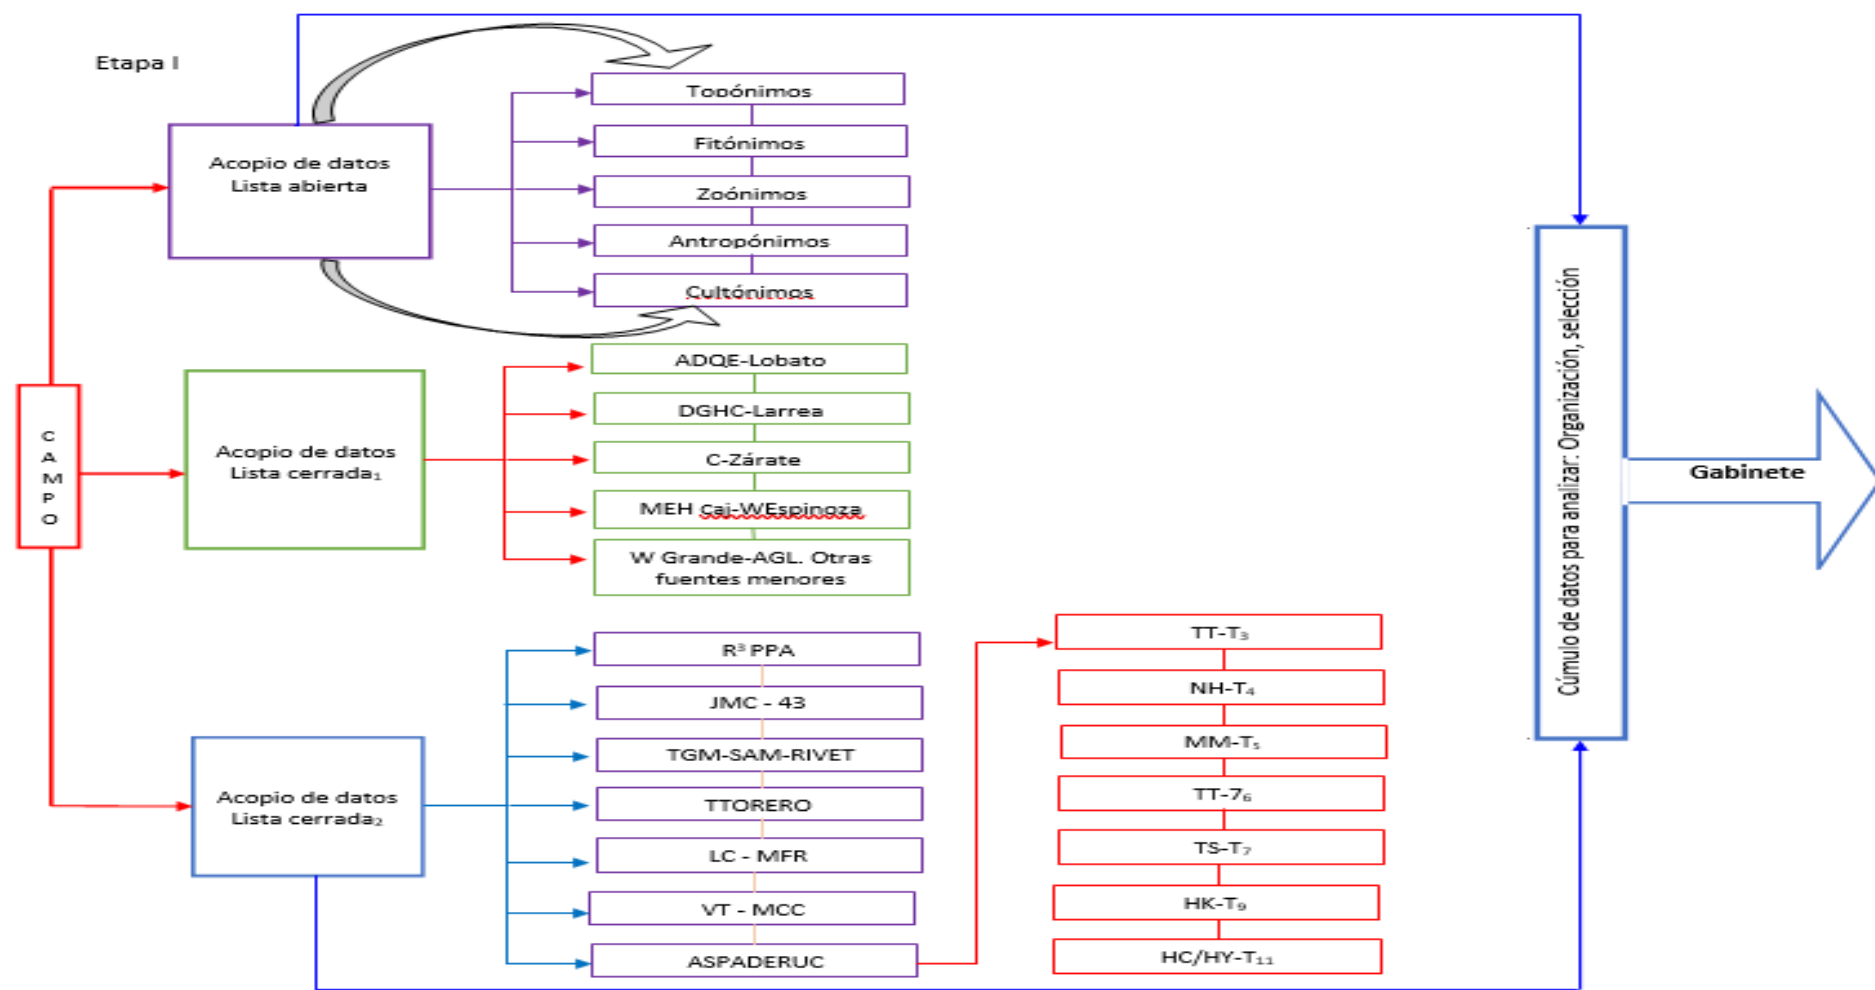 Etapa I
Acopio de datos
Lista abierta
Topónimos
Fitónimos
Zoónimos
Antropónimos
Cultónimos
C
A
M
P
O
Acopio de datos
Lista cerrada₁
ADQE-Lobato
DGHC-Larrea
C-Zárate
MEH Caj-WEspinoza
W Grande-AGL. Otras
fuentes menores
Acopio de datos
Lista cerrada₂
R³ PPA
JMC - 43
TGM-SAM-RIVET
TTORERO
LC - MFR
VT - MCC
ASPADERUC
TT-T₃
NH-T₄
MM-T₅
TT-7₆
TS-T₇
HK-T₉
HC/HY-T₁₁
Cúmulo de datos para analizar: Organización, selección
Gabinete